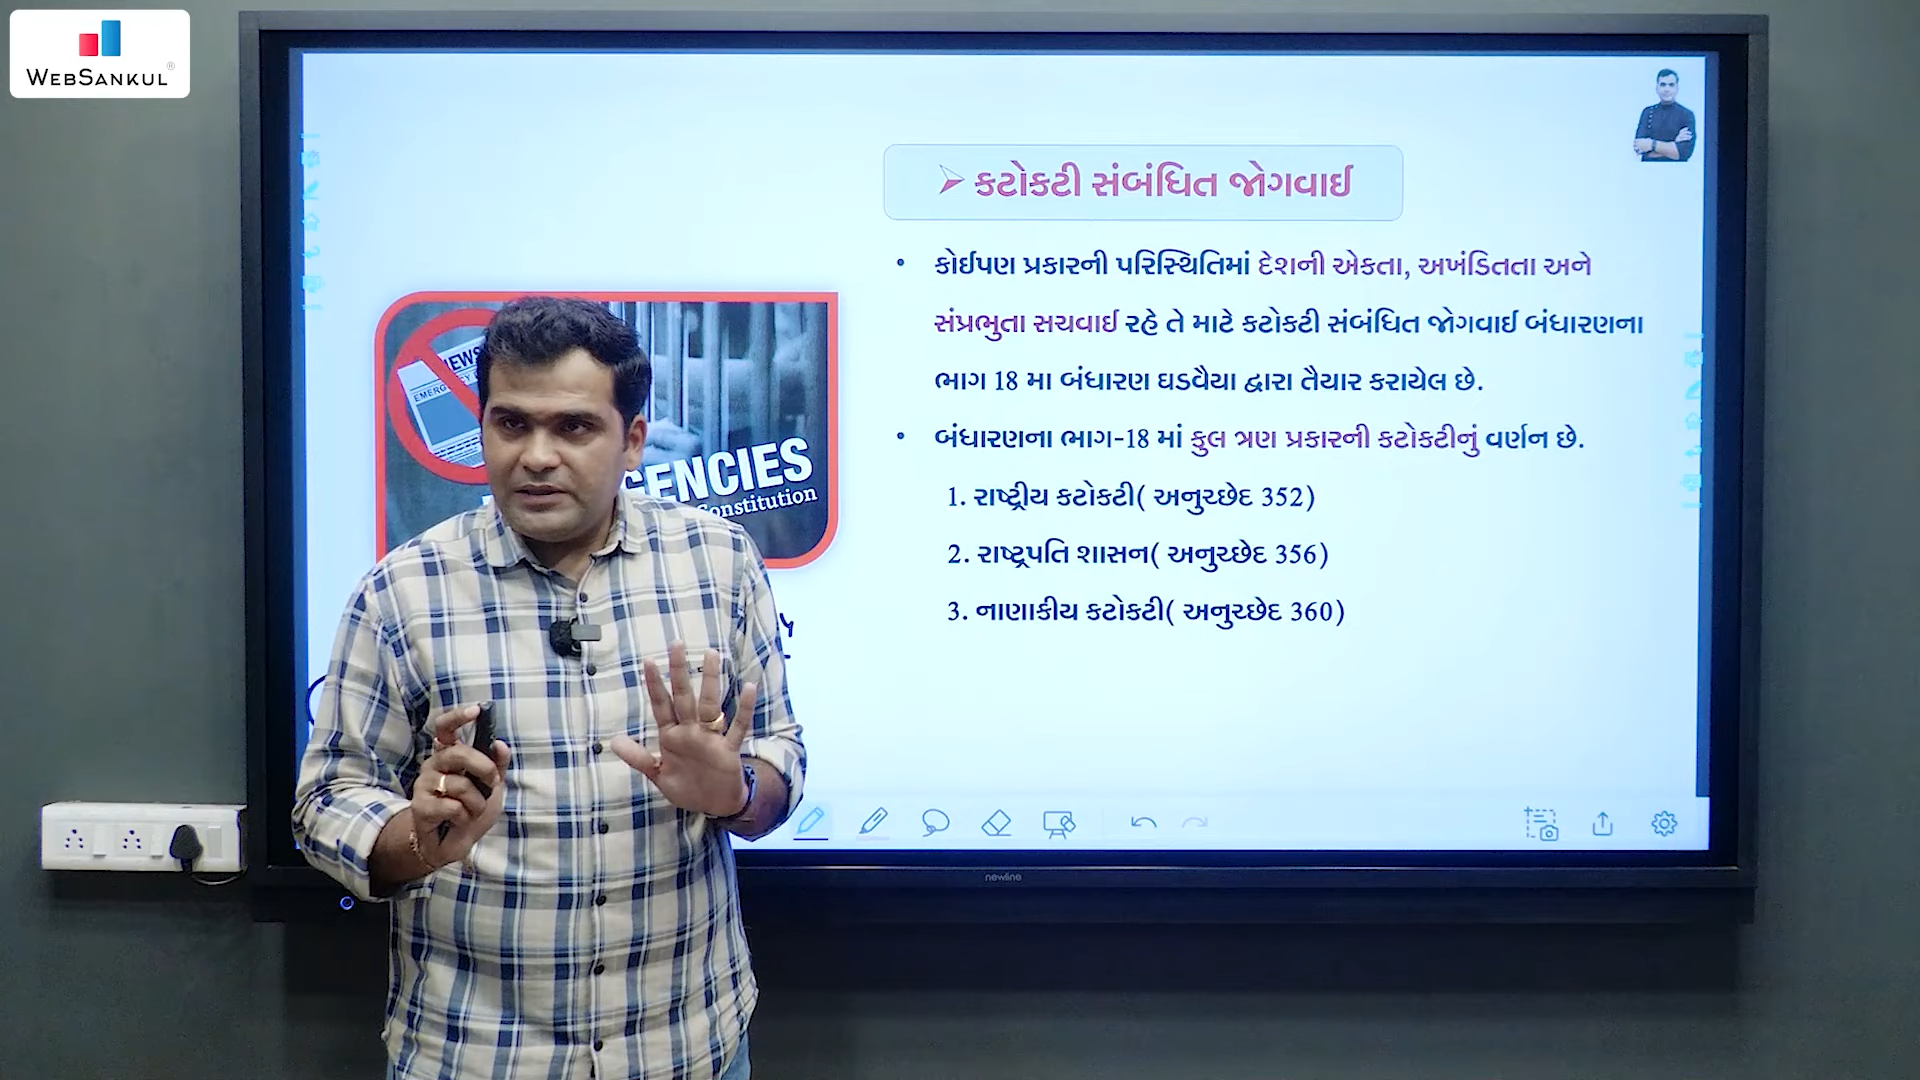 WEBSANKUL®
➢ કટોકટી સંબંધિત જોગવાઈ
• કોઈપણ પ્રકારની પરિસ્થિતિમાં દેશની એકતા, અખંડિતતા અને
સંપ્રભુતા સચવાઈ રહે તે માટે કટોકટી સંબંધિત જોગવાઈ બંધારણના
ભાગ 18 મા બંધારણ ઘડવૈયા દ્વારા તૈયાર કરાયેલ છે.
• બંધારણના ભાગ-18 માં કુલ ત્રણ પ્રકારની કટોકટીનું વર્ણન છે.
1. રાષ્ટ્રીય કટોકટી( અનુચ્છેદ 352)
2. રાષ્ટ્રપતિ શાસન( અનુચ્છેદ 356)
3. નાણાકીય કટોકટી( અનુચ્છેદ 360)
NEWS
EMERGENCY
GENCIES
Constitution
newline